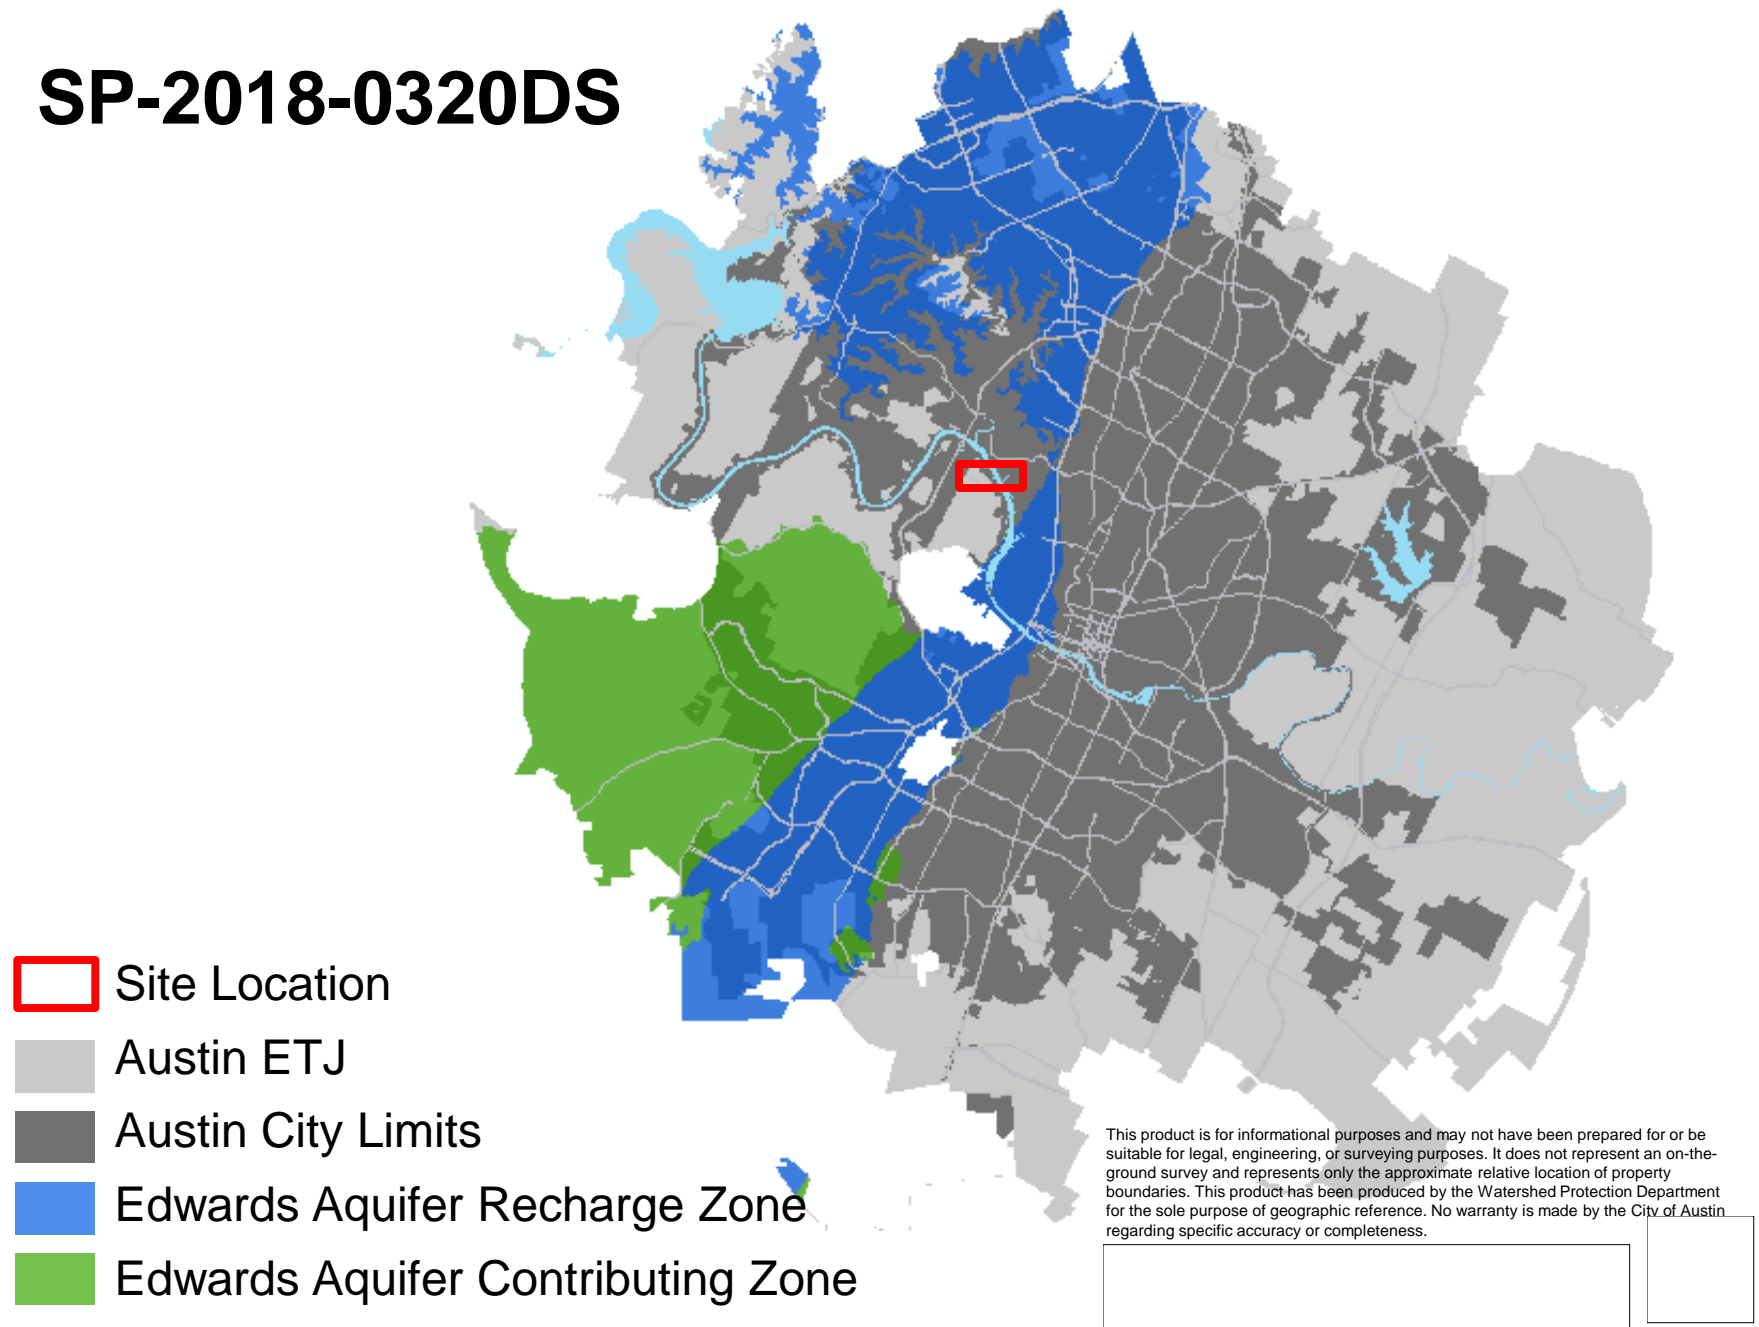 SP-2018-0320DS
Site Location
Austin ETJ
Austin City Limits
Edwards Aquifer Recharge Zone
Edwards Aquifer Contributing Zone
This product is for informational purposes and may not have been prepared for or be
suitable for legal, engineering, or surveying purposes. It does not represent an on-the-
ground survey and represents only the approximate relative location of property
boundaries. This product has been produced by the Watershed Protection Department
for the sole purpose of geographic reference. No warranty is made by the City of Austin
regarding specific accuracy or completeness.